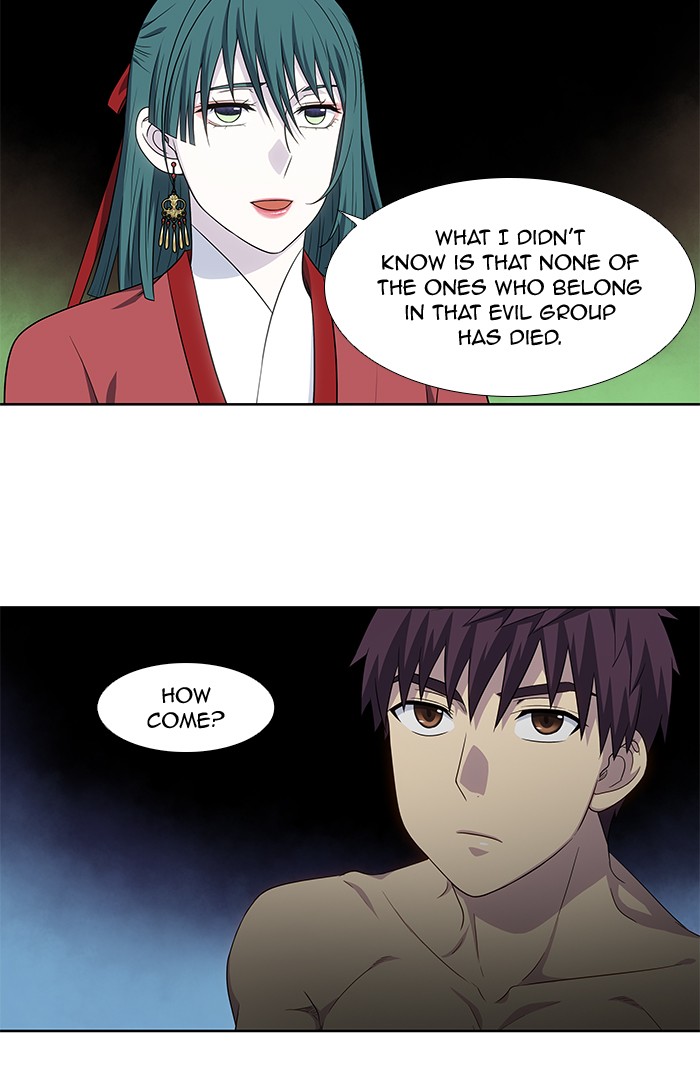 WHAT I DIDN'T
KNOW IS THAT NONE OF
THE ONES WHO BELONG
IN THAT EVIL GROUP
HAS DIED.
HOW
COME?